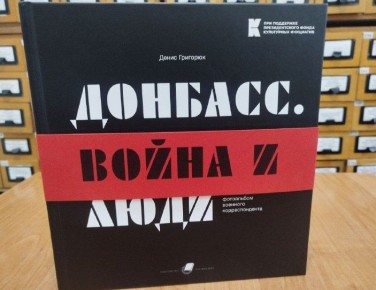 К
ПРИ ПОДДЕРЖКЕ
ПРЕЗИДЕНТСКОГО ФОНДА
КУЛЬТУРНЫХ ИНИЦИАТИВ
Денис Григорюк
ДОНБАСС.
ВОЙНА И
ЛЮДИ
фотоальбом
военного
корреспондента